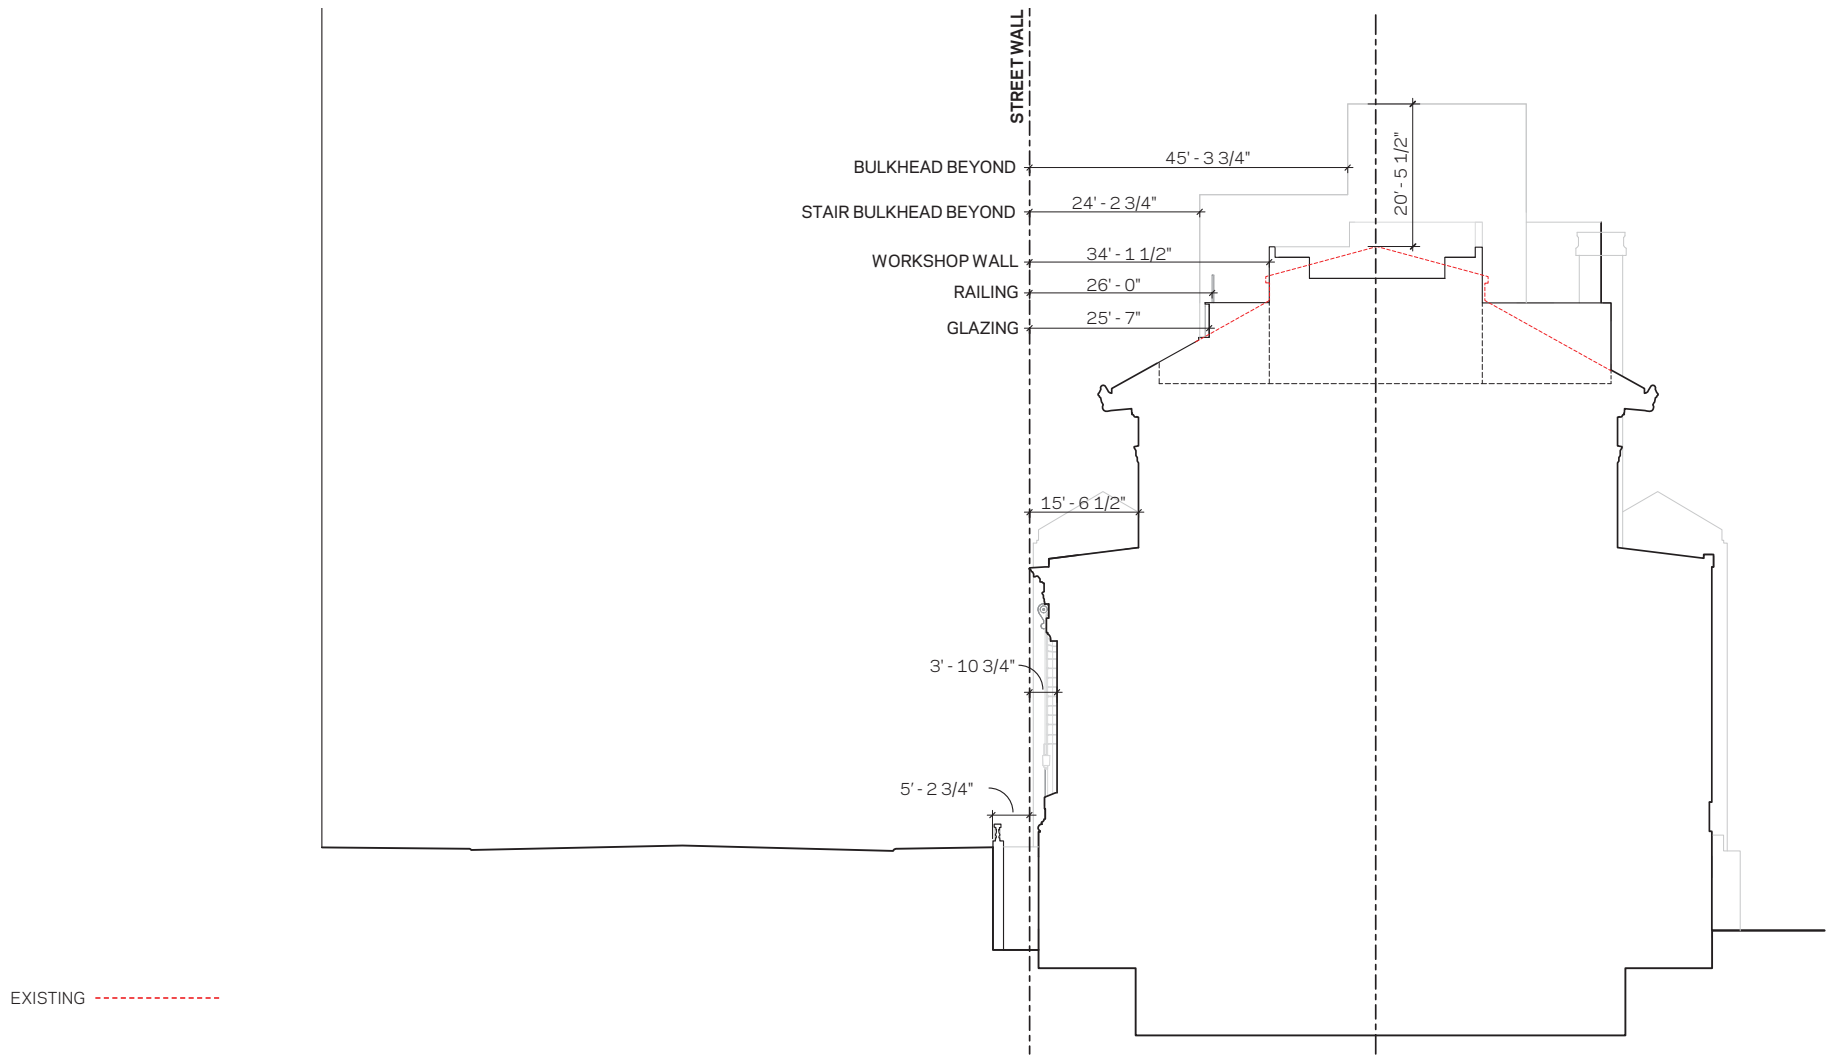 STREET WALL
BULKHEAD BEYOND
45' - 3 3/4"
20' - 5 1/2"
STAIR BULKHEAD BEYOND
24' - 2 3/4"
WORKSHOP WALL
34' - 1 1/2"
RAILING
26' - 0"
GLAZING
25' - 7"
15' - 6 1/2"
3' - 10 3/4"
5' - 2 3/4"
EXISTING